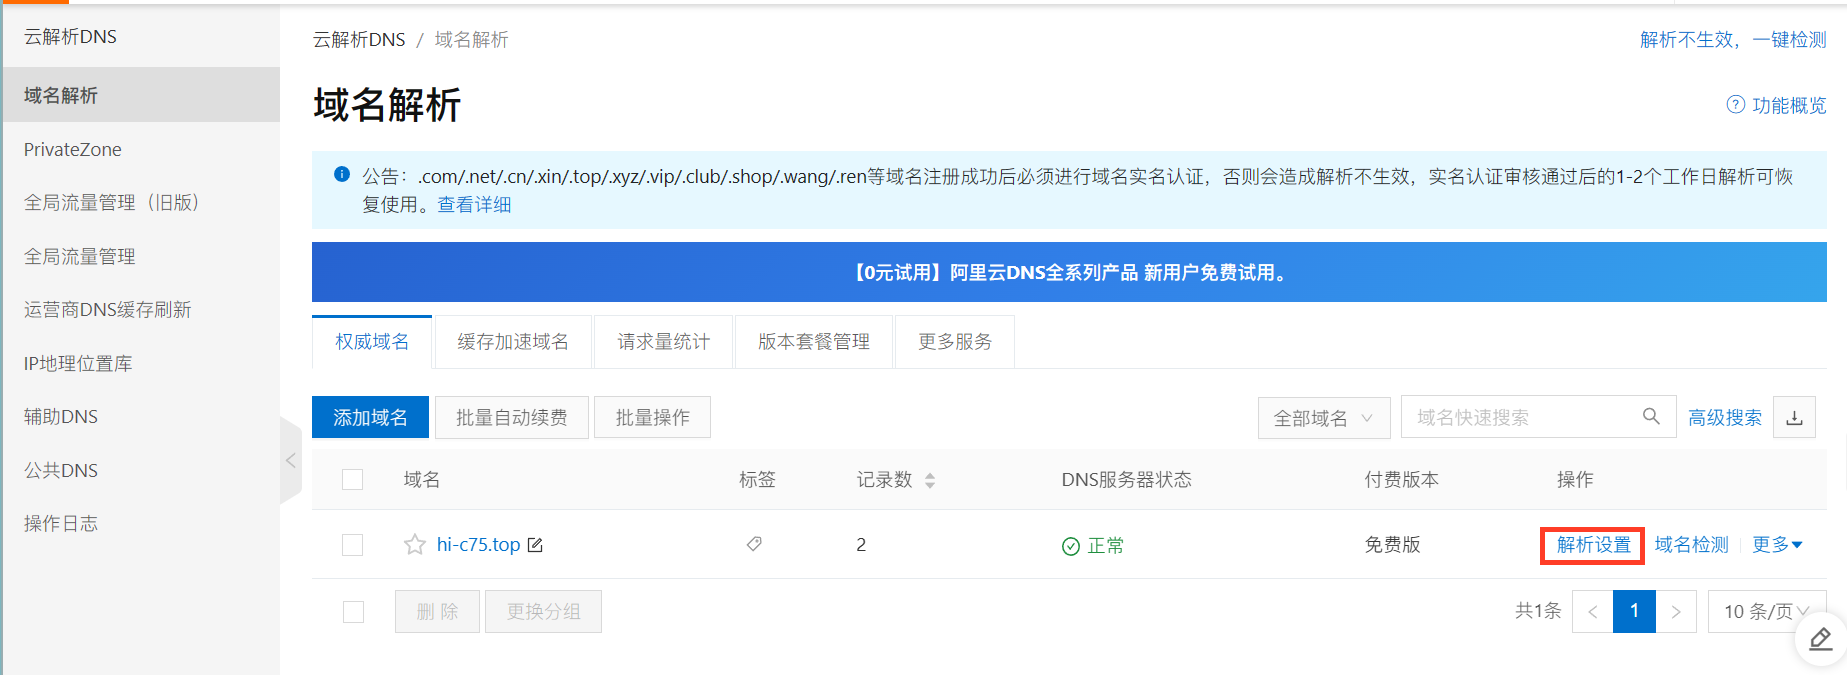 云解析DNS
域名解析
PrivateZone
全局流量管理（旧版）
全局流量管理
运营商DNS缓存刷新
IP地理位置库
辅助DNS
公共DNS
操作日志
云解析DNS / 域名解析
解析不生效，一键检测
域名解析
功能概览
公告：.com/.net/.cn/.xin/.top/.xyz/.vip/.club/.shop/.wang/.ren等域名注册成功后必须进行域名实名认证，否则会造成解析不生效，实名认证审核通过后的1-2个工作日解析可恢
复使用。查看详细
【0元试用】阿里云DNS全系列产品 新用户免费试用。
权威域名 缓存加速域名 请求量统计 版本套餐管理 更多服务
添加域名 批量自动续费 批量操作 全部域名 域名快速搜索 高级搜索
域名 标签 记录数 DNS服务器状态 付费版本 操作
hi-c75.top 2 正常 免费版 解析设置 域名检测 更多
删 除 更换分组 共1条 < 1 > 10 条/页